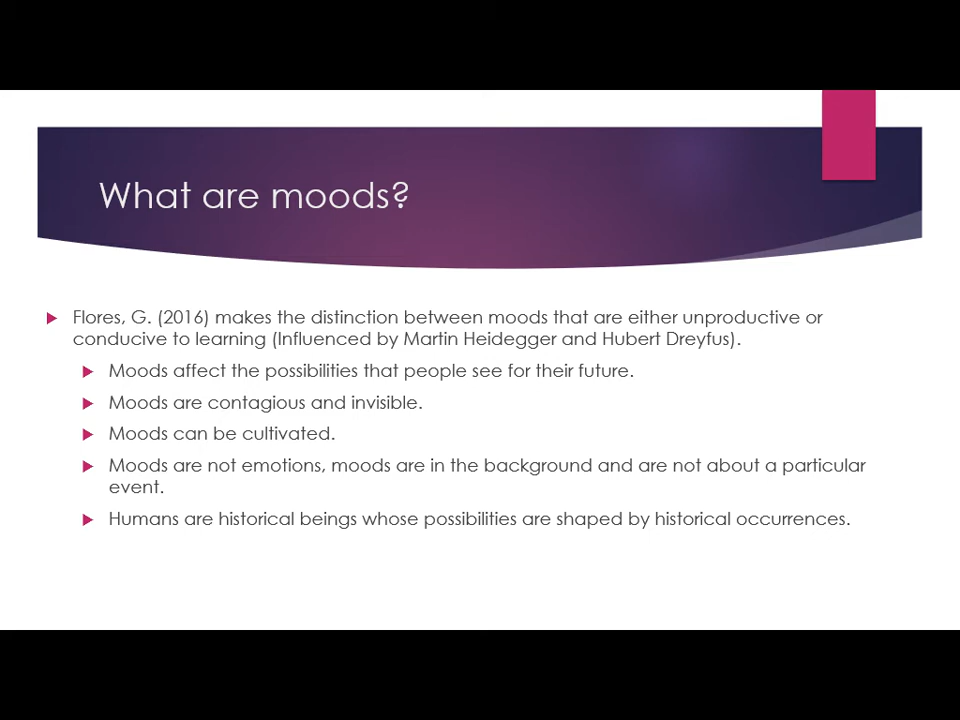 What are moods?
Flores, G. (2016) makes the distinction between moods that are either unproductive or
conducive to learning (Influenced by Martin Heidegger and Hubert Dreyfus).
Moods affect the possibilities that people see for their future.
Moods are contagious and invisible.
Moods can be cultivated.
Moods are not emotions, moods are in the background and are not about a particular
event.
Humans are historical beings whose possibilities are shaped by historical occurrences.